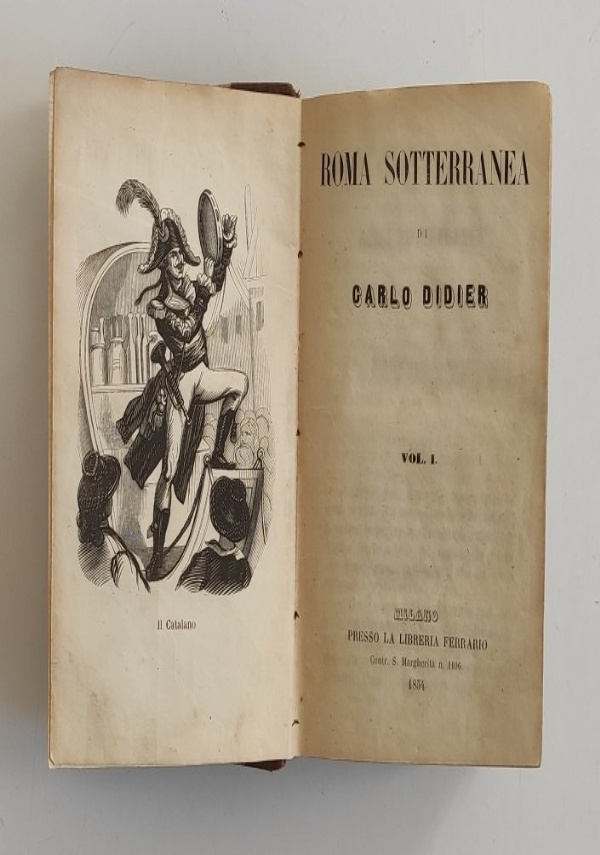 Il Catalano
ROMA SOTTERRANEA
DI
CARLO DIDIER
VOL. I.
MILANO
PRESSO LA LIBRERIA FERRARIO
Contr. S. Margherita n. 1106.
1854